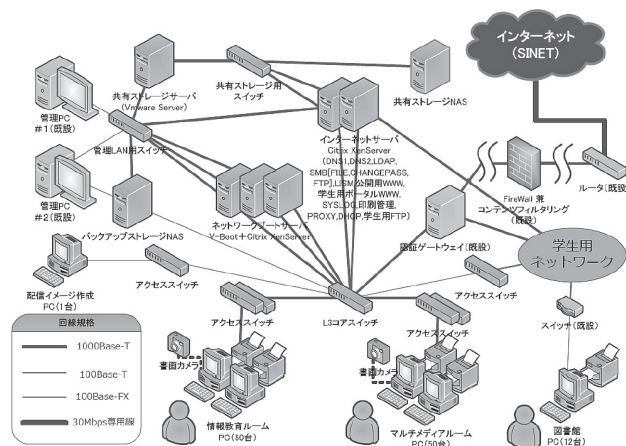 インターネット
(SINET)
共有ストレージサーバ
(Vmware Server)
共有ストレージ用
スイッチ
共有ストレージNAS
管理PC
#1(既設)
管理LAN用スイッチ
インターネットサーバ
Citrix XenServer
(DNS1,DNS2,LDAP,
SMB[FILE,CHANGEPASS,
FTP],LISM,公開用WWW,
学生用ポータルWWW,
SYSLOG,印刷管理,
PROXY,DHCP,学生用FTP)
FireWall 兼
コンテンツフィルタリング
(既設)
ルータ(既設)
管理PC
#2(既設)
バックアップストレージNAS
ネットワークブートサーバ
V-Boot+Citrix XenServer
認証ゲートウェイ(既設)
学生用
ネットワーク
配信イメージ作成
PC(1台)
アクセススイッチ
アクセススイッチ
L3コアスイッチ
アクセススイッチ
アクセススイッチ
スイッチ(既設)
回線規格
1000Base-T
100Base-T
100Base-FX
30Mbps専用線
書画カメラ
書画カメラ
情報教育ルーム
PC(50台)
マルチメディアルーム
PC(50台)
図書館
PC(12台)